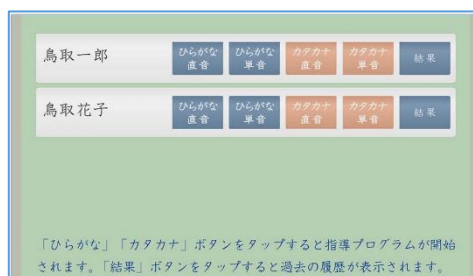 鳥取一郎 ひらがな 直音 ひらがな 単音 カタカナ 直音 カタカナ 単音 結果
鳥取花子 ひらがな 直音 ひらがな 単音 カタカナ 直音 カタカナ 単音 結果
「ひらがな」「カタカナ」ボタンをタップすると指導プログラムが開始
されます。「結果」ボタンをタップすると過去の履歴が表示されます。